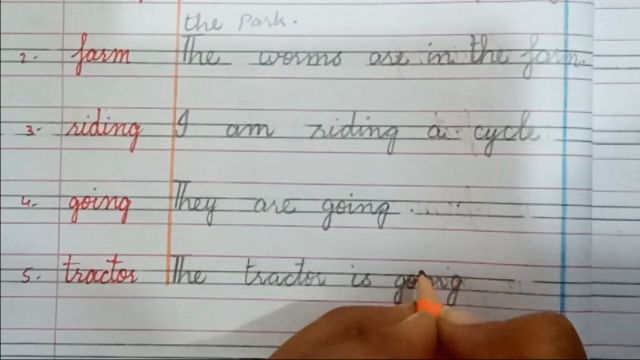 the park.
2. farm The worms are in the farm.
3. riding I am riding a cycle
4. going They are going ........
5. tractor The tractor is going